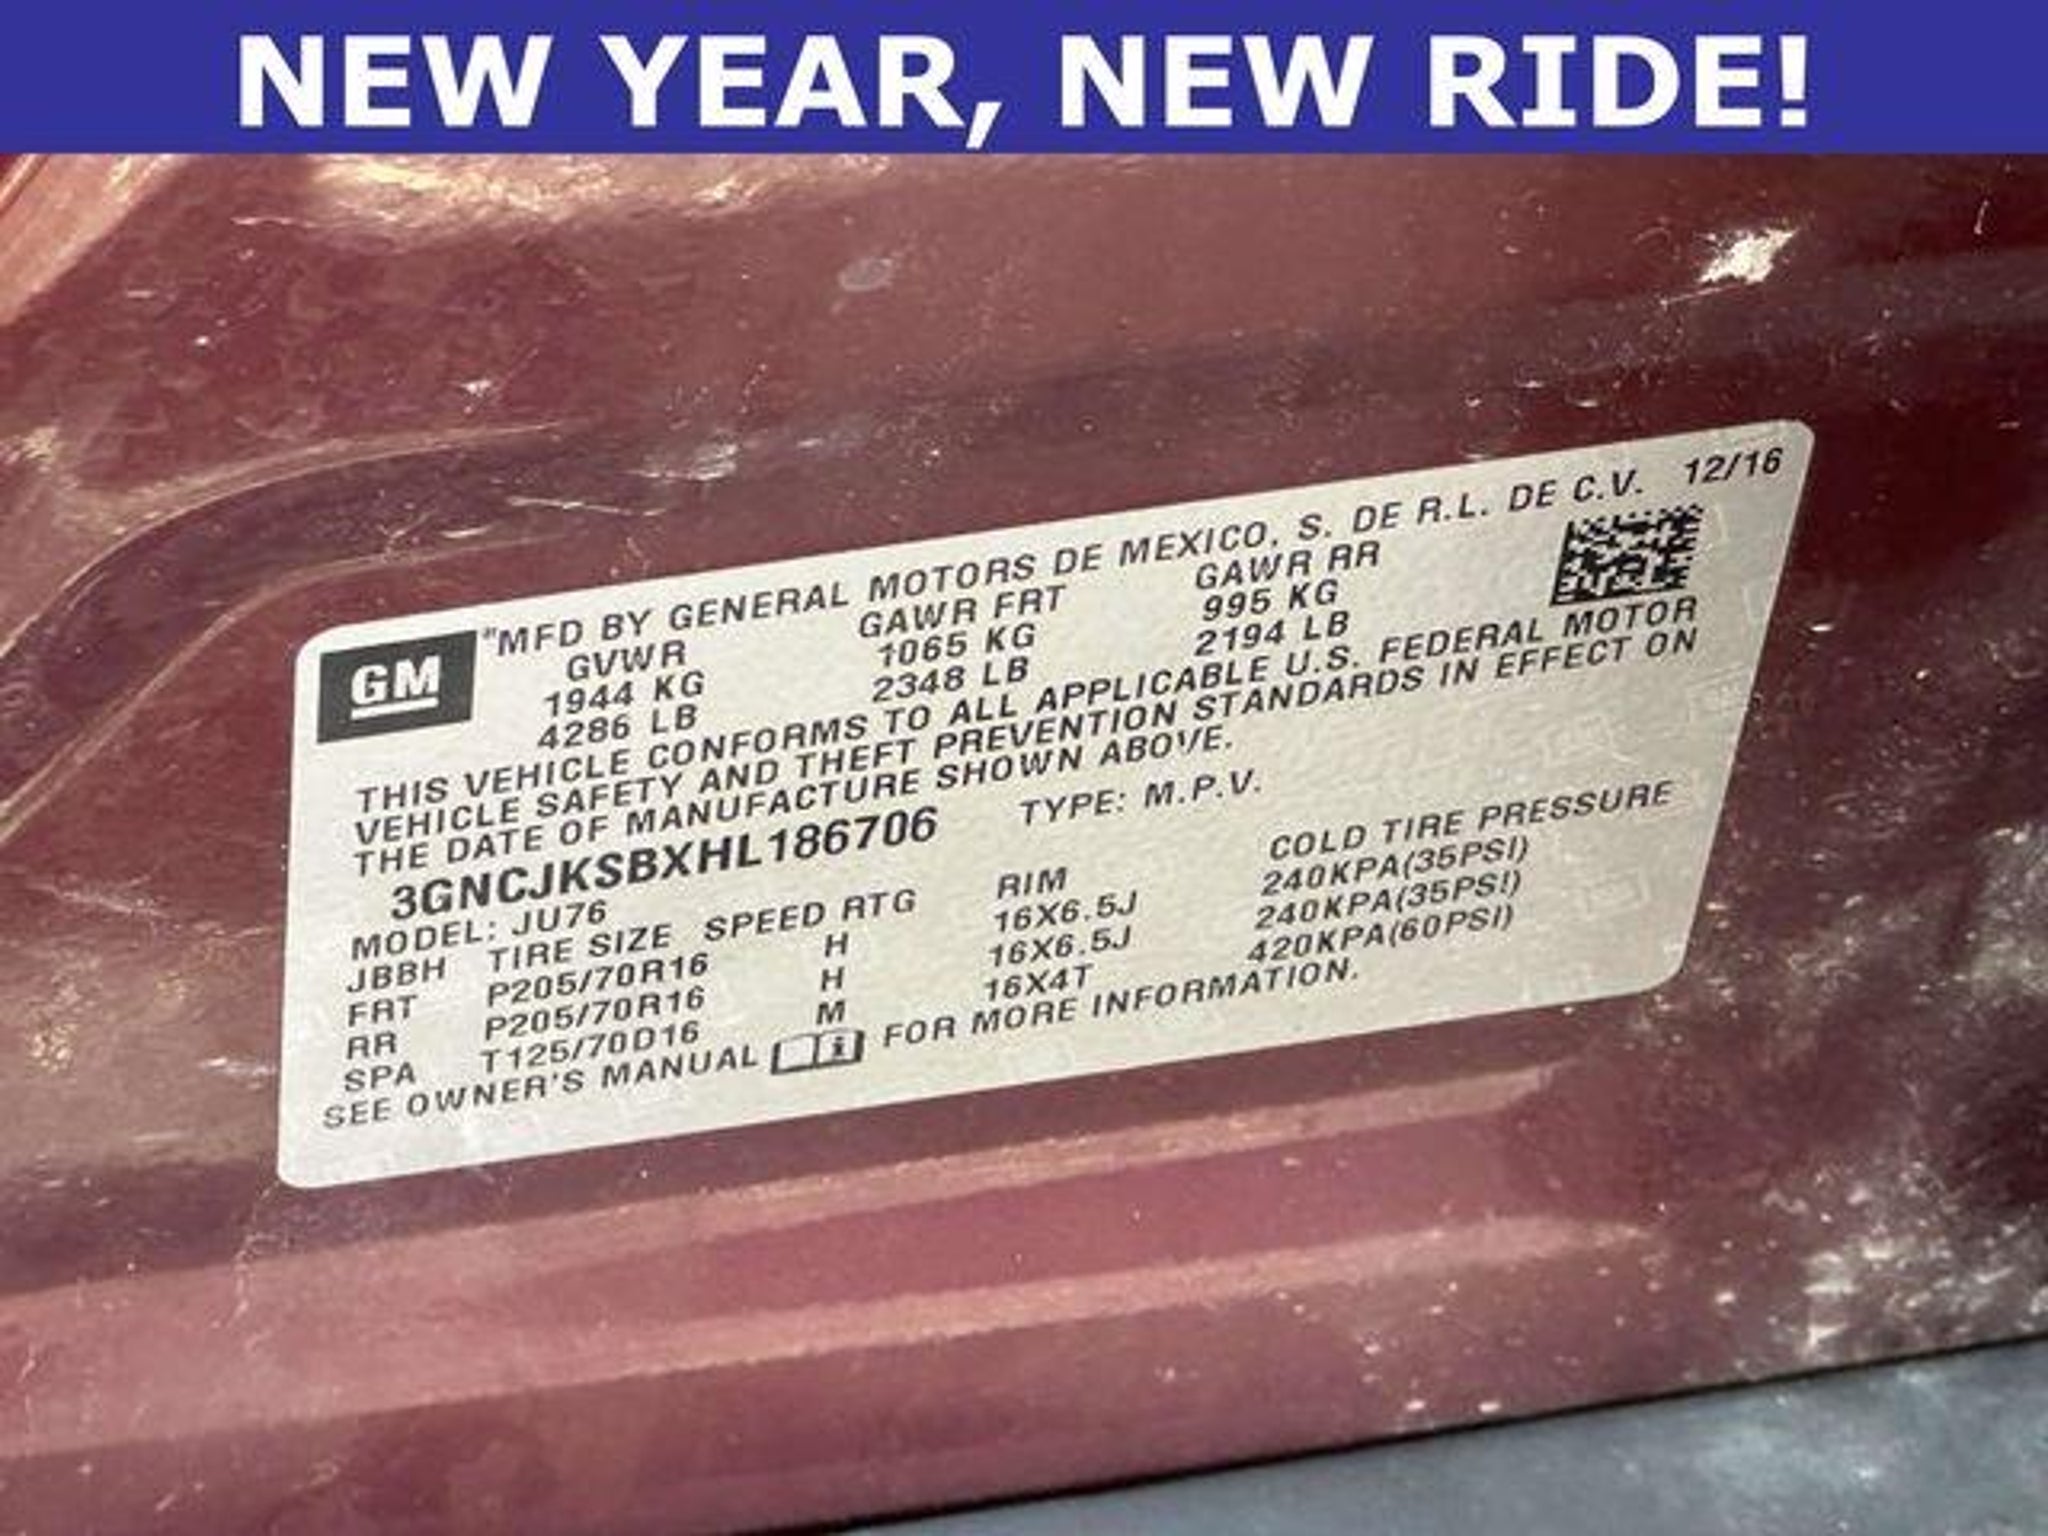 NEW YEAR, NEW RIDE!
GM
"MFD BY GENERAL MOTORS DE MEXICO. S. DE R.L. DE C.V. 12/16
GVWR GAWR FRT GAWR RR
1944 KG 1065 KG 995 KG
4286 LB 2348 LB 2194 LB
THIS VEHICLE CONFORMS TO ALL APPLICABLE U.S. FEDERAL MOTOR
VEHICLE SAFETY AND THEFT PREVENTION STANDARDS IN EFFECT ON
THE DATE OF MANUFACTURE SHOWN ABOVE.
3GNCJKSBXHL186706 TYPE: M.P.V.
MODEL: JU76
JBBH TIRE SIZE SPEED RTG RIM COLD TIRE PRESSURE
FRT P205/70R16 H 16X6.5J 240KPA(35PSI)
RR P205/70R16 H 16X6.5J 240KPA(35PSI)
SPA T125/70D16 M 16X4T 420KPA(60PSI)
SEE OWNER'S MANUAL i FOR MORE INFORMATION.